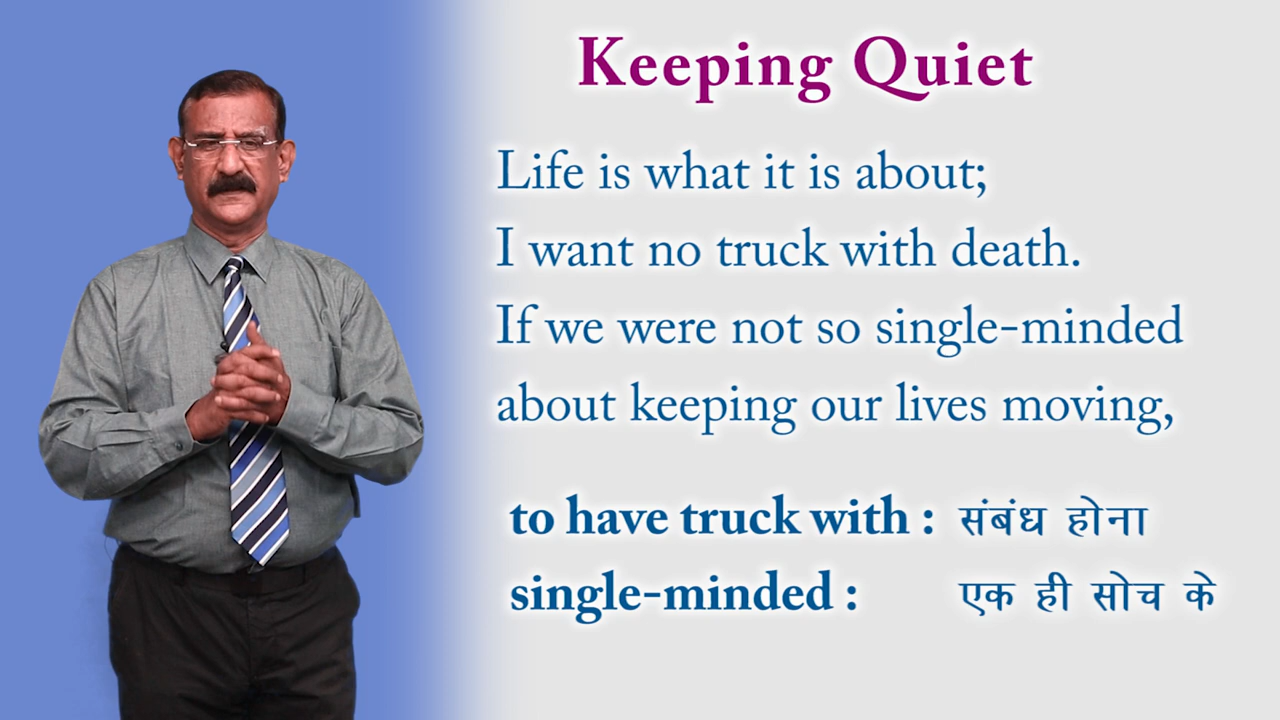 Keeping Quiet
Life is what it is about;
I want no truck with death.
If we were not so single-minded
about keeping our lives moving,
to have truck with : संबंध होना
single-minded : एक ही सोच के